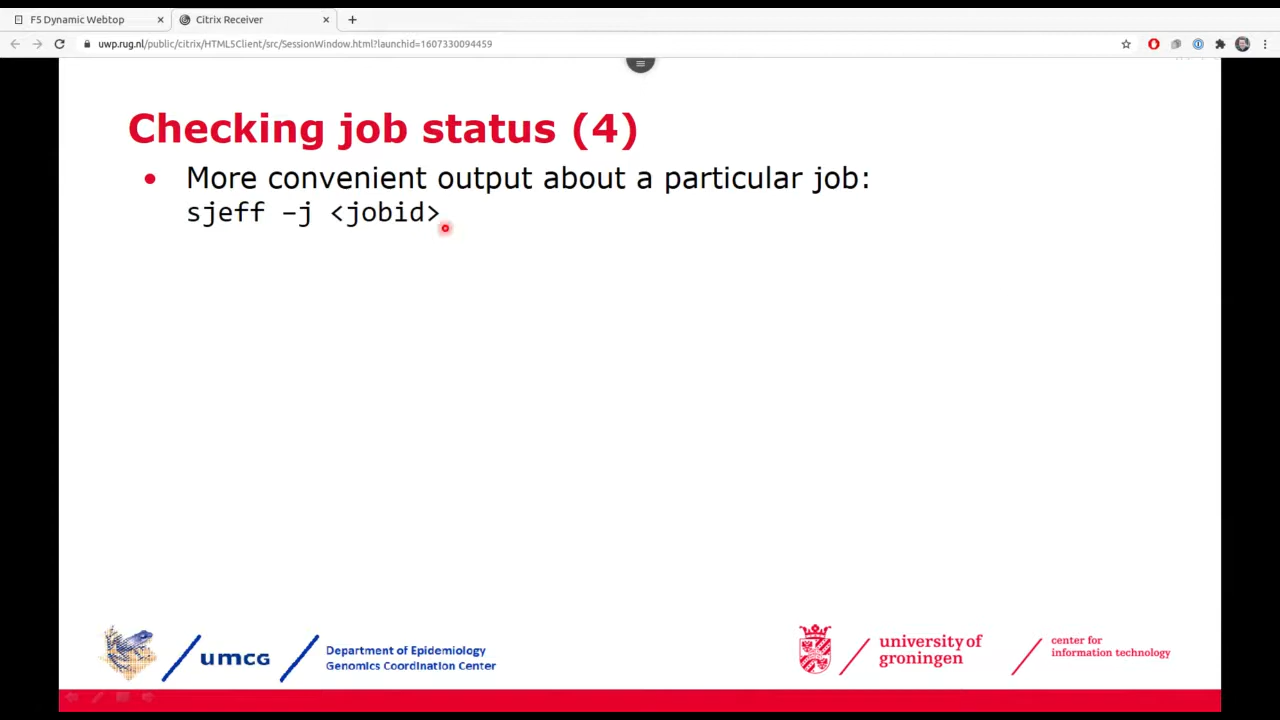 F5 Dynamic Webtop
Citrix Receiver
uwp.rug.nl/public/citrix/HTML5Client/src/SessionWindow.html?launchid=1607330094459
Checking job status (4)
• More convenient output about a particular job:
sjeff –j <jobid>
umcg
Department of Epidemiology
Genomics Coordination Center
university of
groningen
center for
information technology